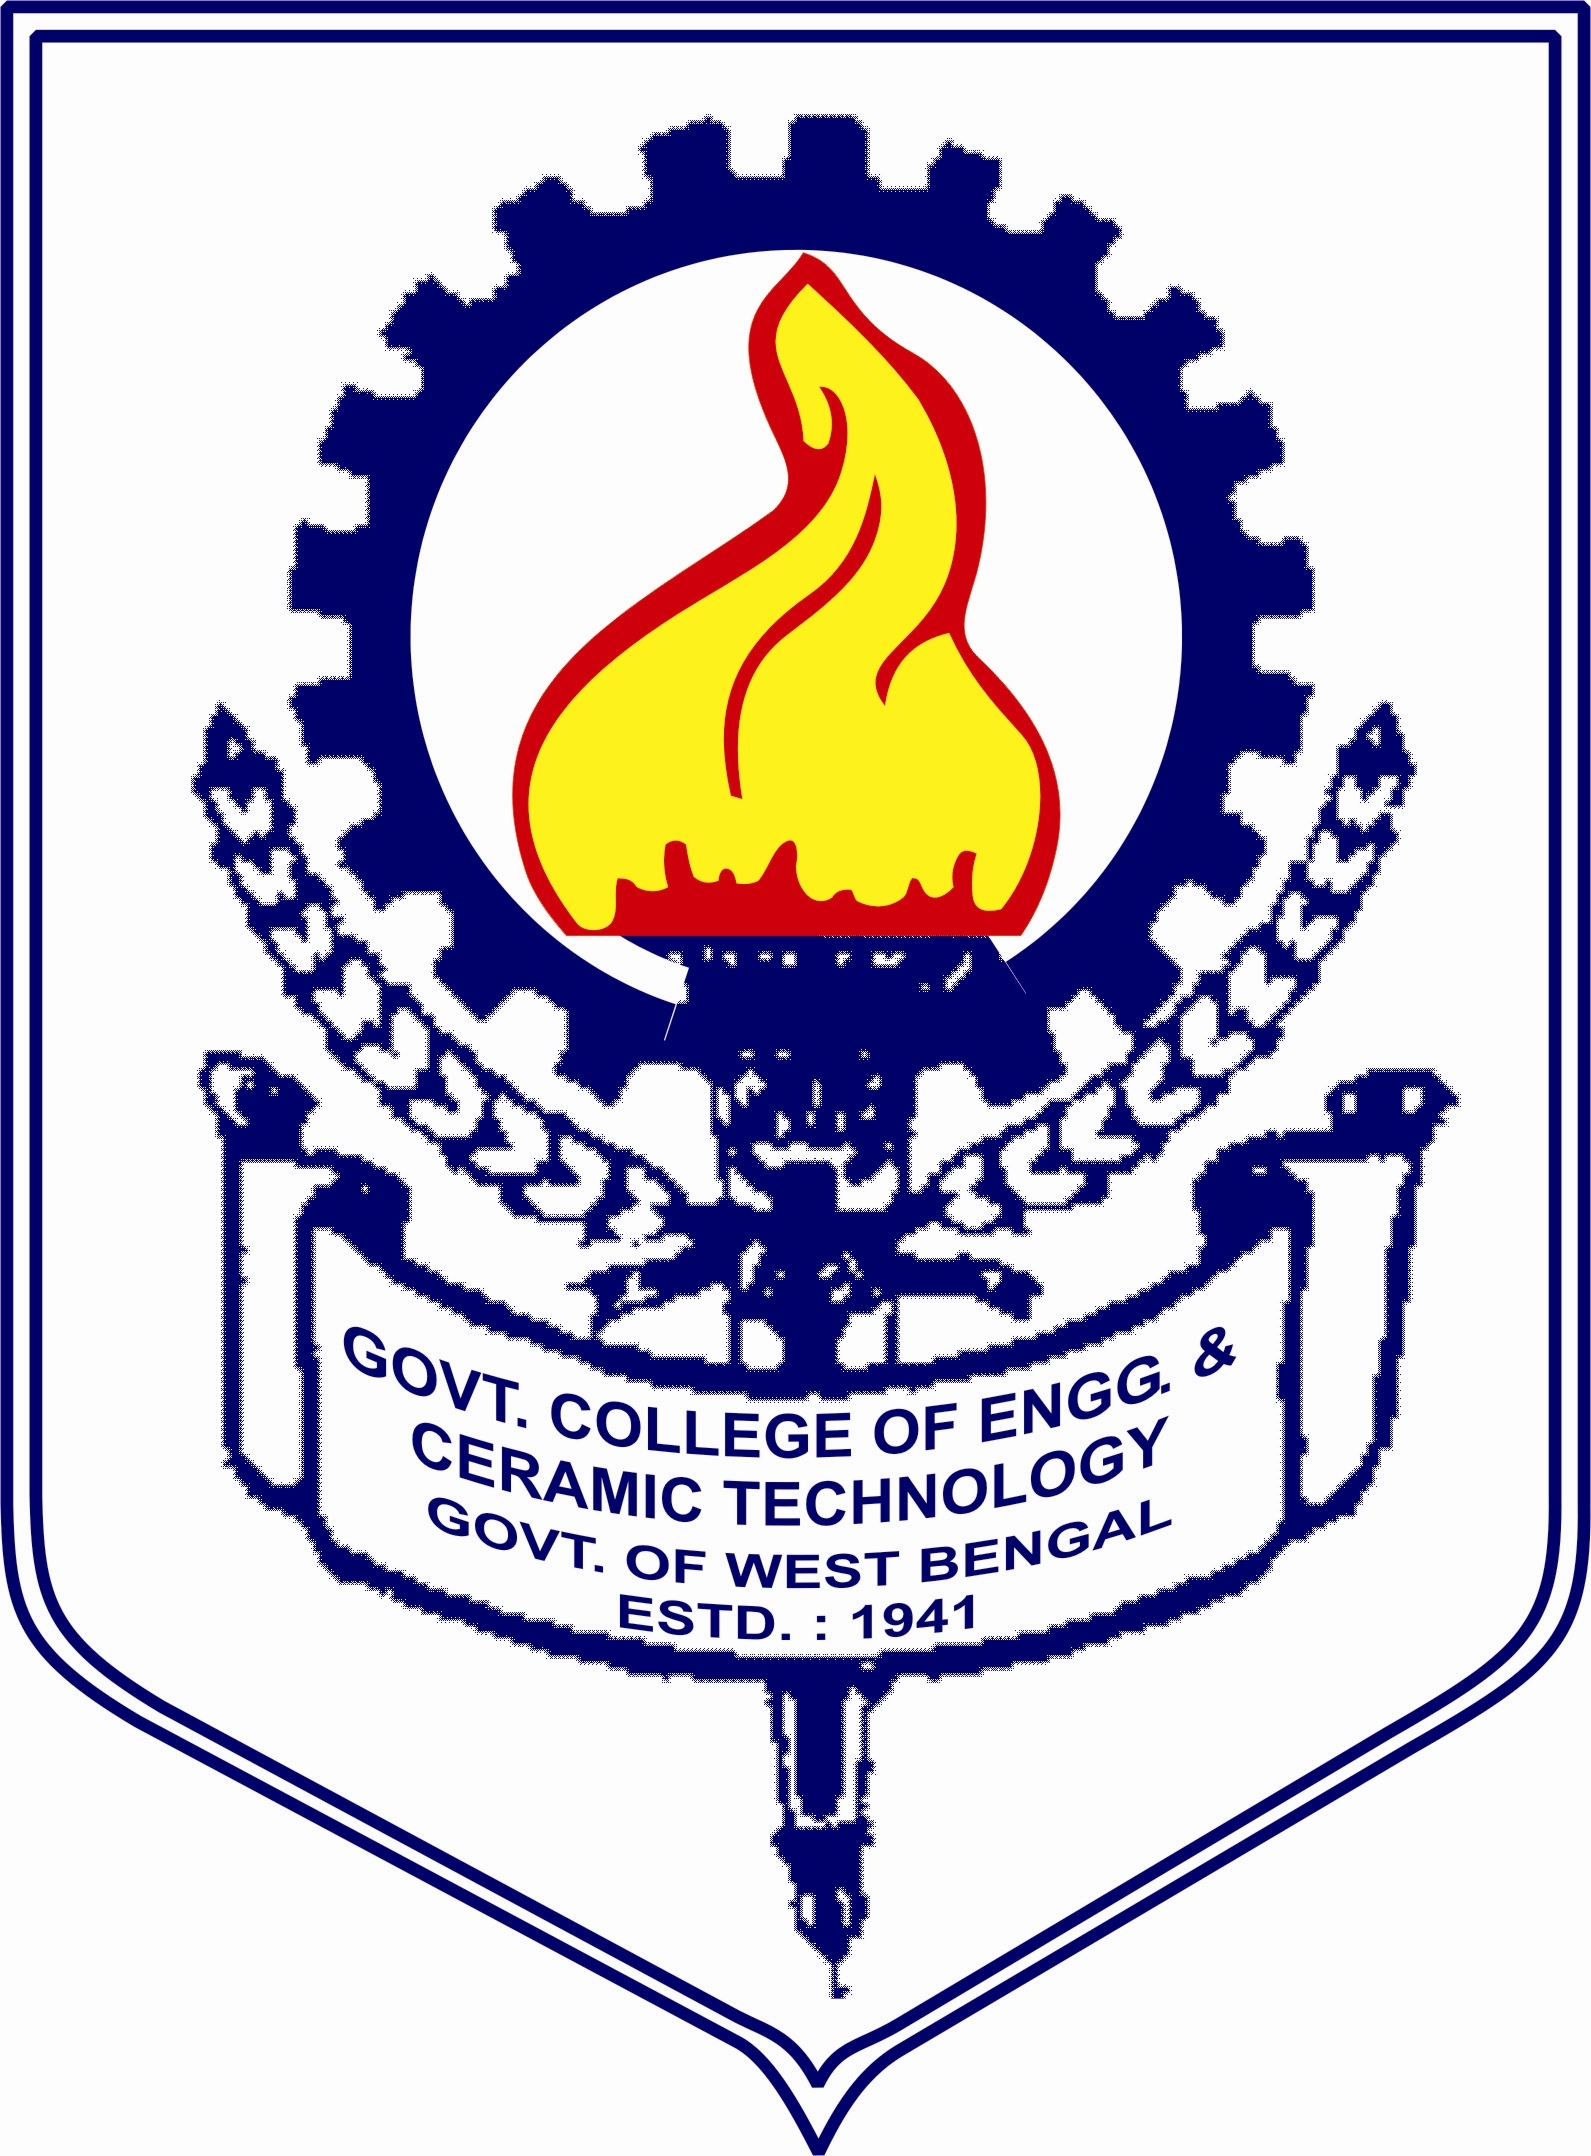 GOVT. COLLEGE OF ENGG. &
CERAMIC TECHNOLOGY
GOVT. OF WEST BENGAL
ESTD. : 1941